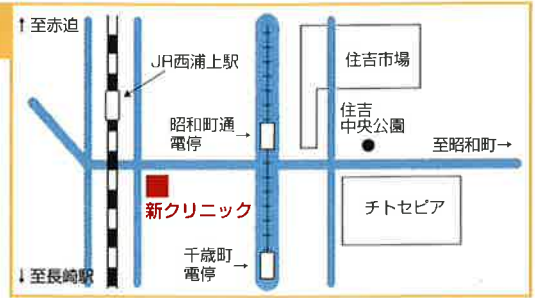 ↑至赤迫
JR西浦上駅
住吉市場
昭和町通
電停→
住吉
中央公園
至昭和町→
新クリニック
チトセピア
千歳町
電停→
↓至長崎駅